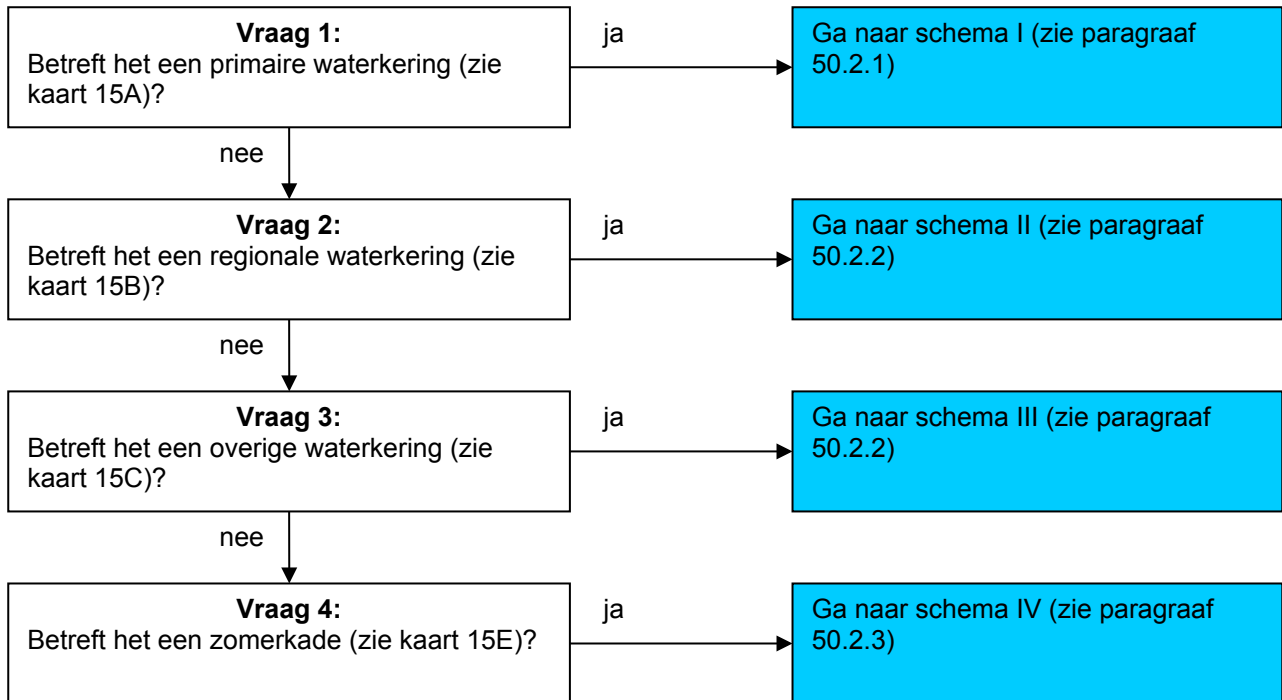 Vraag 1:
Betreft het een primaire waterkering (zie
kaart 15A)?
ja
Ga naar schema I (zie paragraaf
50.2.1)
nee
Vraag 2:
Betreft het een regionale waterkering (zie
kaart 15B)?
ja
Ga naar schema II (zie paragraaf
50.2.2)
nee
Vraag 3:
Betreft het een overige waterkering (zie
kaart 15C)?
ja
Ga naar schema III (zie paragraaf
50.2.2)
nee
Vraag 4:
Betreft het een zomerkade (zie kaart 15E)?
ja
Ga naar schema IV (zie paragraaf
50.2.3)